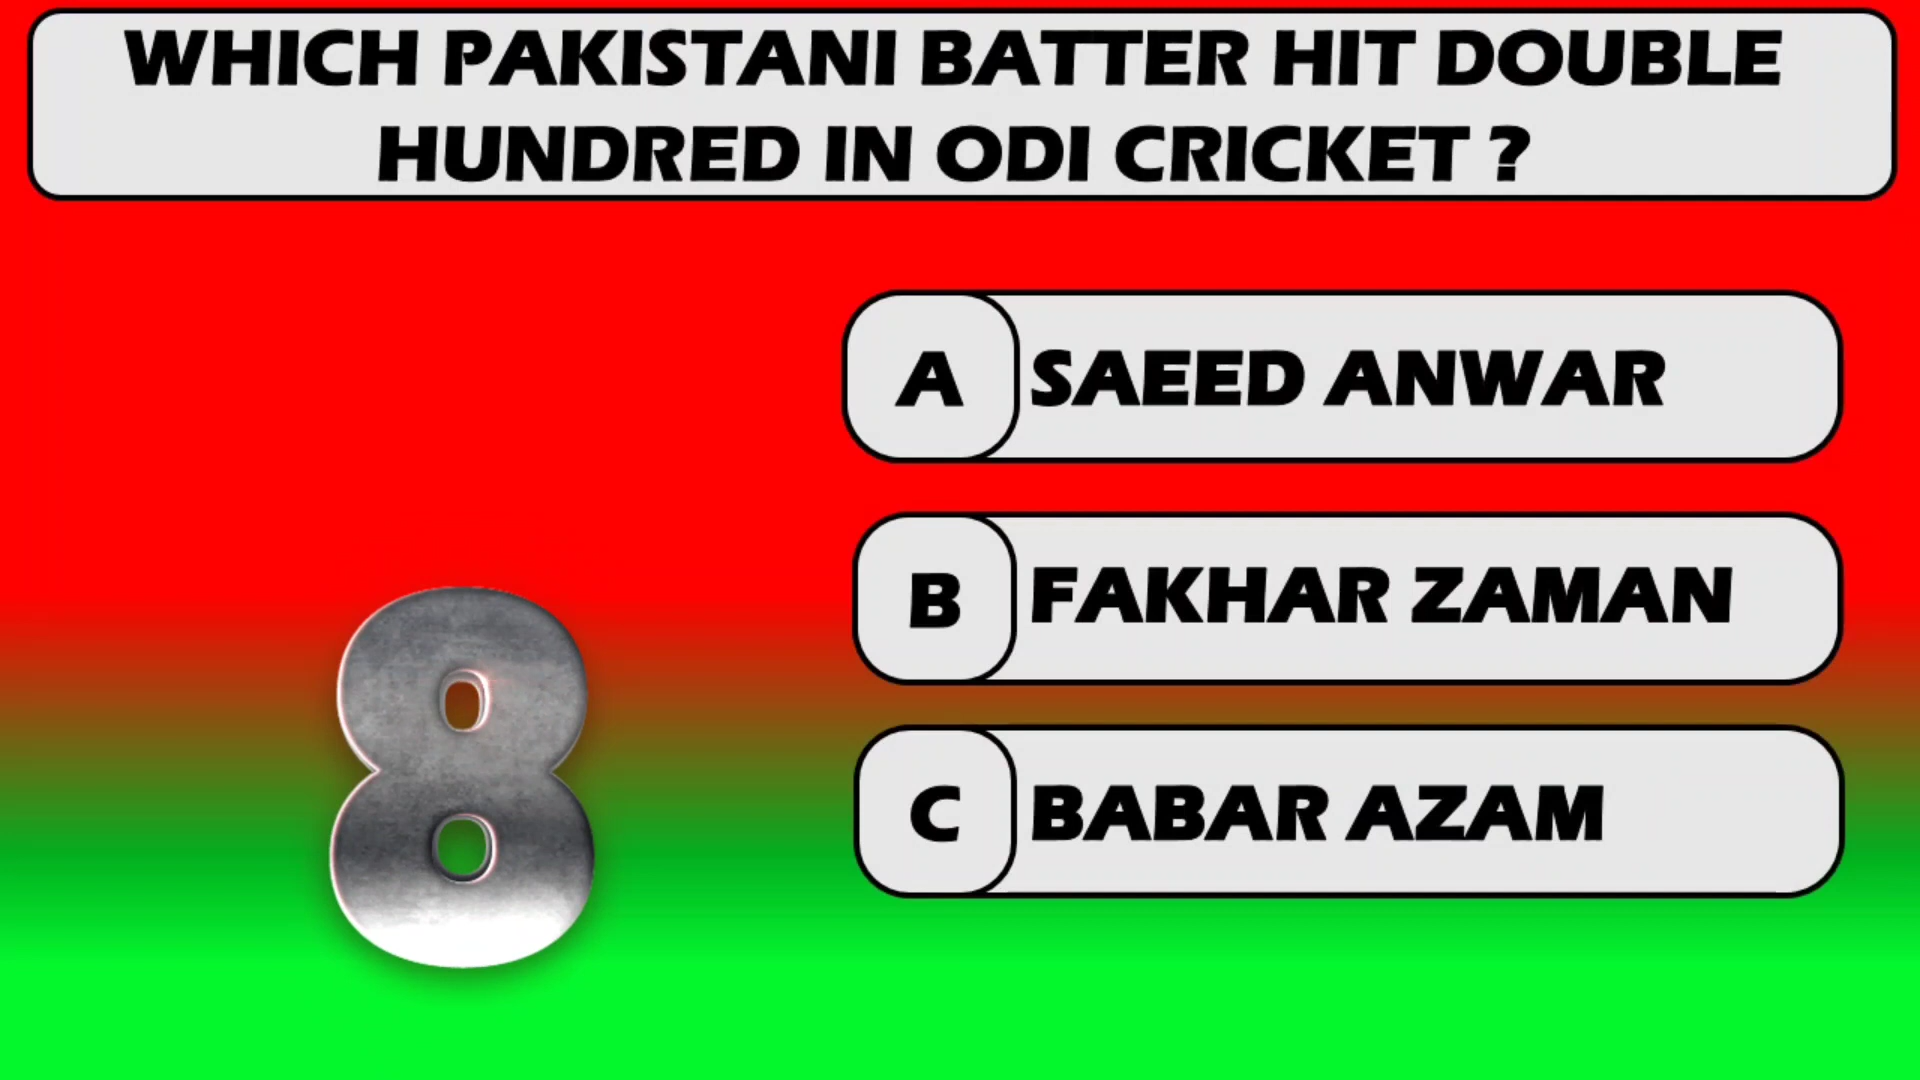 WHICH PAKISTANI BATTER HIT DOUBLE
HUNDRED IN ODI CRICKET ?
A SAEED ANWAR
B FAKHAR ZAMAN
C BABAR AZAM
8